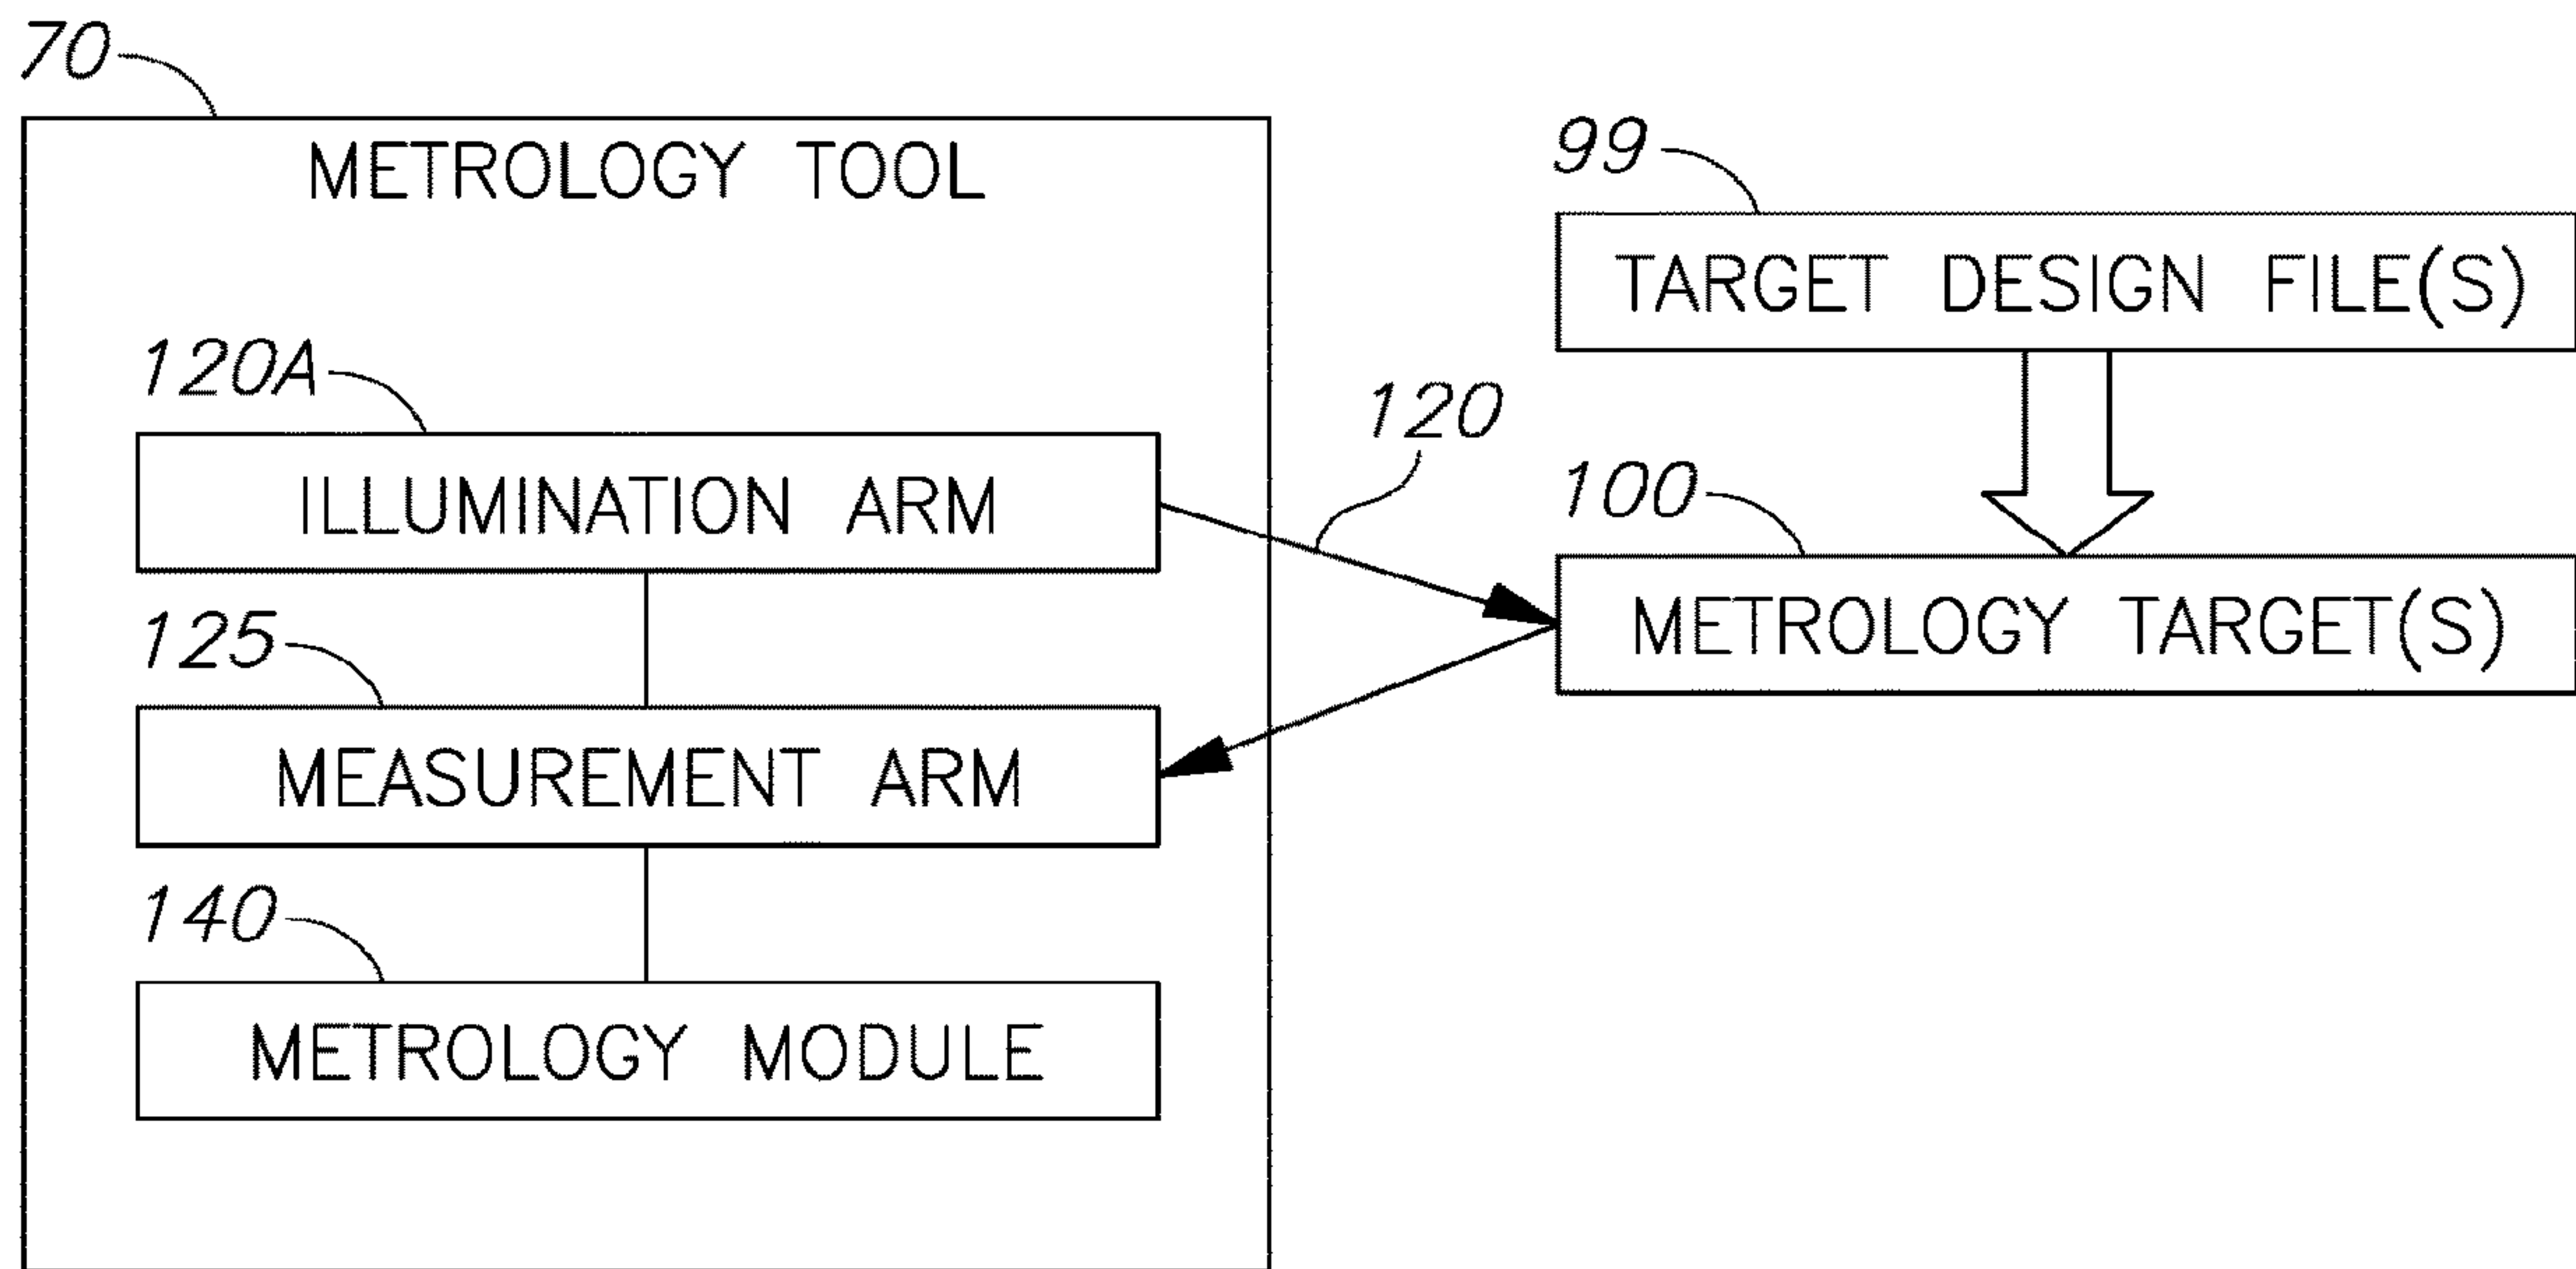 70
METROLOGY TOOL
99
TARGET DESIGN FILE(S)
120A
120
ILLUMINATION ARM
100
METROLOGY TARGET(S)
125
MEASUREMENT ARM
140
METROLOGY MODULE